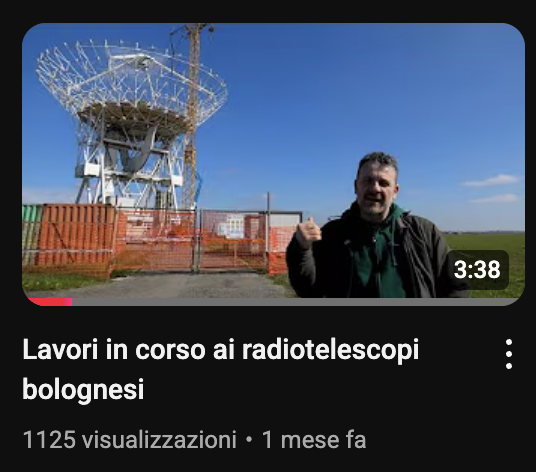 3:38
Lavori in corso ai radiotelescopi
bolognesi
1125 visualizzazioni • 1 mese fa